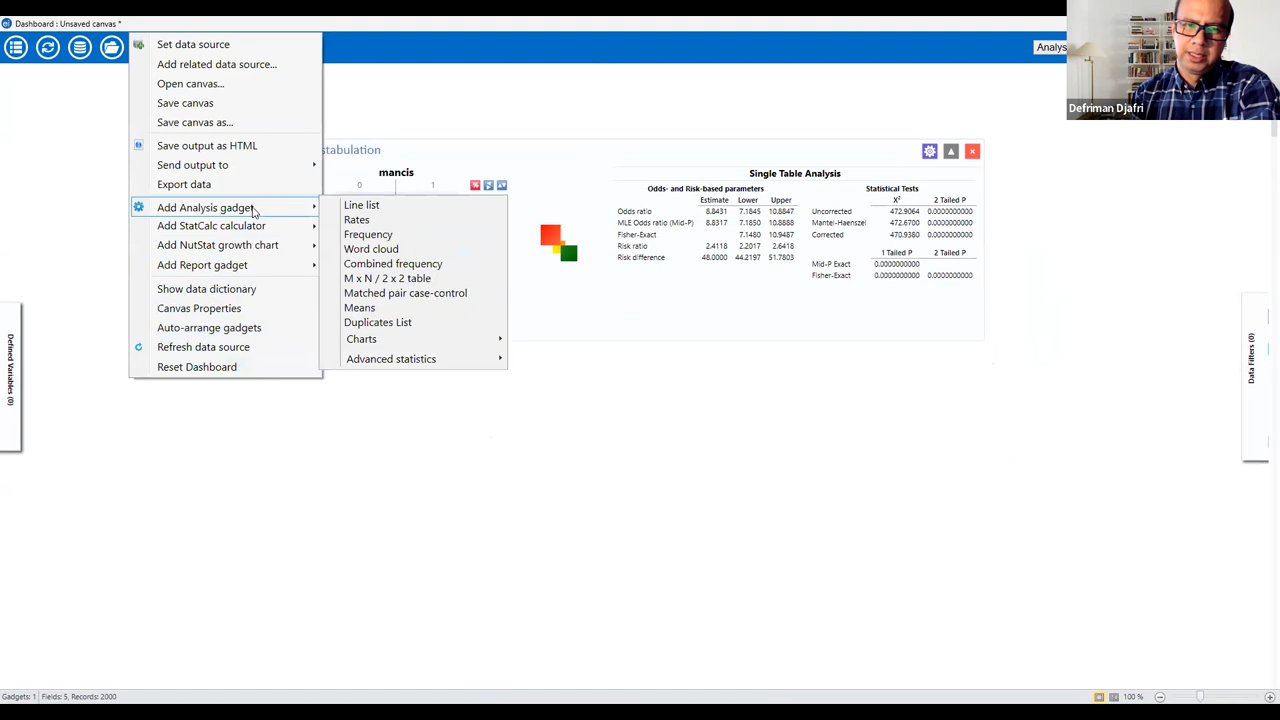 Dashboard : Unsaved canvas *
Analys
Defriman Djafri
Set data source
Add related data source...
Open canvas...
Save canvas
Save canvas as...
Save output as HTML
Send output to
Export data
Add Analysis gadget
Add StatCalc calculator
Add NutStat growth chart
Add Report gadget
Show data dictionary
Canvas Properties
Auto-arrange gadgets
Refresh data source
Reset Dashboard
Line list
Rates
Frequency
Word cloud
Combined frequency
M x N / 2 x 2 table
Matched pair case-control
Means
Duplicates List
Charts
Advanced statistics
stabulation
mancis
0 1
Single Table Analysis
Odds- and Risk-based parameters
Estimate Lower Upper
Odds ratio 8.8431 7.1845 10.8847
MLE Odds ratio (Mid-P) 8.8317 7.1850 10.8888
Fisher-Exact 7.1480 10.9487
Risk ratio 2.4118 2.2017 2.6418
Risk difference 48.0000 44.2197 51.7803
Statistical Tests
X² 2 Tailed P
Uncorrected 472.9064 0.0000000000
Mantel-Haenszel 472.6700 0.0000000000
Corrected 470.9380 0.0000000000
1 Tailed P 2 Tailed P
Mid-P Exact 0.0000000000
Fisher-Exact 0.0000000000 0.0000000000
Defined Variables (0)
Data Filters (0)
Gadgets: 1 Fields: 5, Records: 2000
100 %